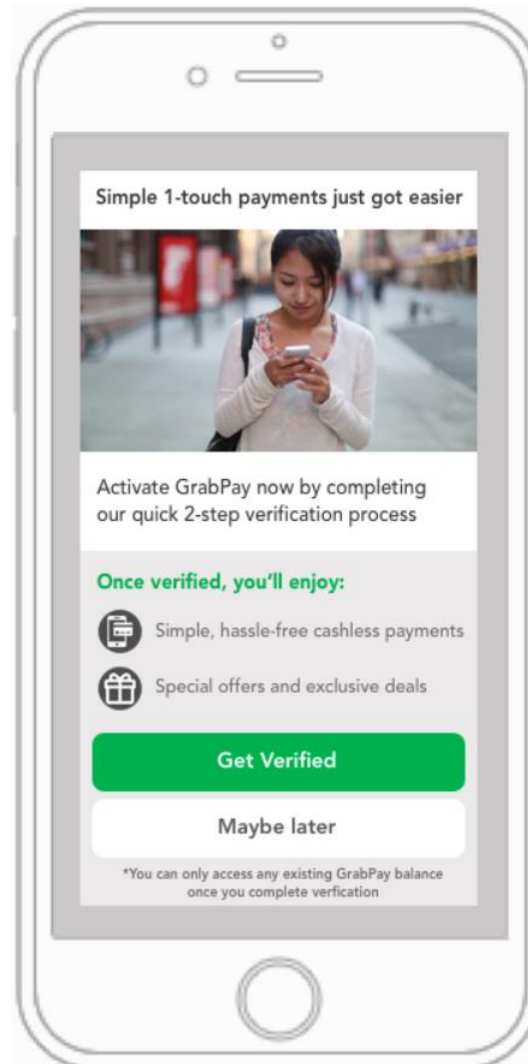 Simple 1-touch payments just got easier
Activate GrabPay now by completing
our quick 2-step verification process
Once verified, you'll enjoy:
Simple, hassle-free cashless payments
Special offers and exclusive deals
Get Verified
Maybe later
*You can only access any existing GrabPay balance
once you complete verfication